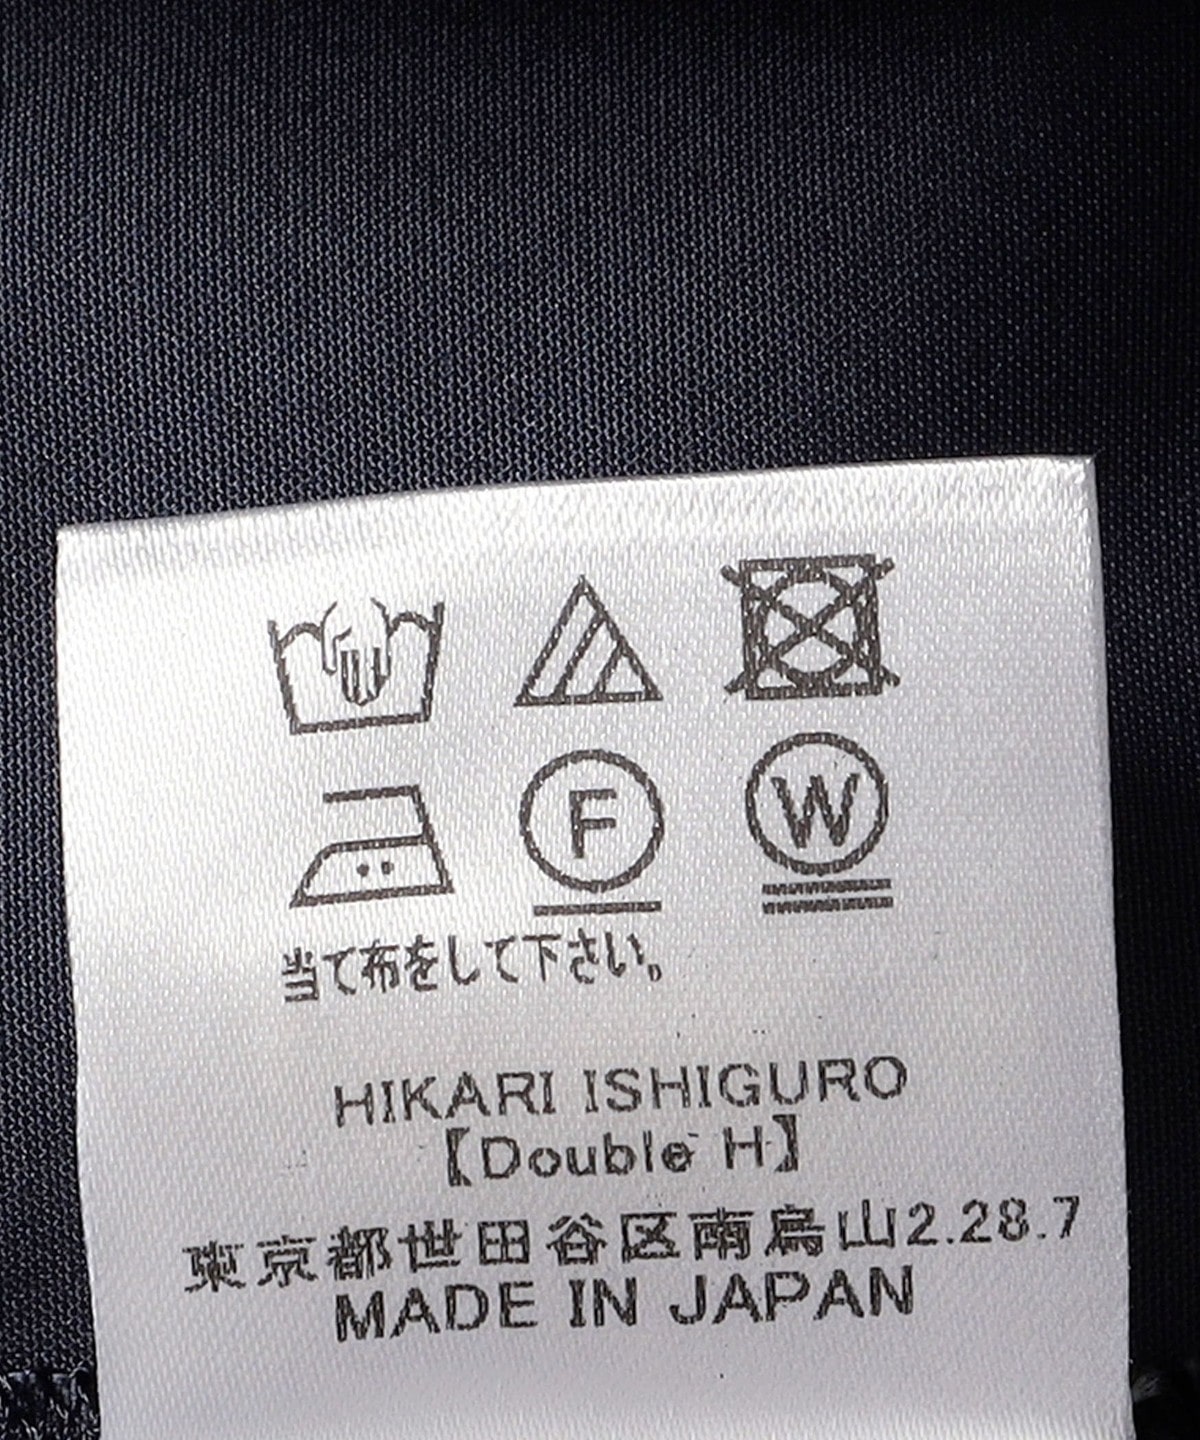 F W
当て布をして下さい。
HIKARI ISHIGURO
【Double H】
東京都世田谷区南烏山2.28.7
MADE IN JAPAN